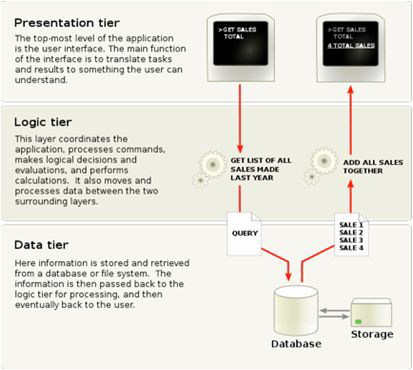 Presentation tier
The top-most level of the application
is the user interface. The main function
of the interface is to translate tasks
and results to something the user can
understand.
> GET SALES
TOTAL
> GET SALES
TOTAL
4 TOTAL SALES
Logic tier
This layer coordinates the
application, processes commands,
makes logical decisions and
evaluations, and performs
calculations. It also moves and
processes data between the two
surrounding layers.
GET LIST OF ALL
SALES MADE
LAST YEAR
ADD ALL SALES
TOGETHER
Data tier
Here information is stored and retrieved
from a database or file system. The
information is then passed back to the
logic tier for processing, and then
eventually back to the user.
QUERY
SALE 1
SALE 2
SALE 3
SALE 4
Database
Storage